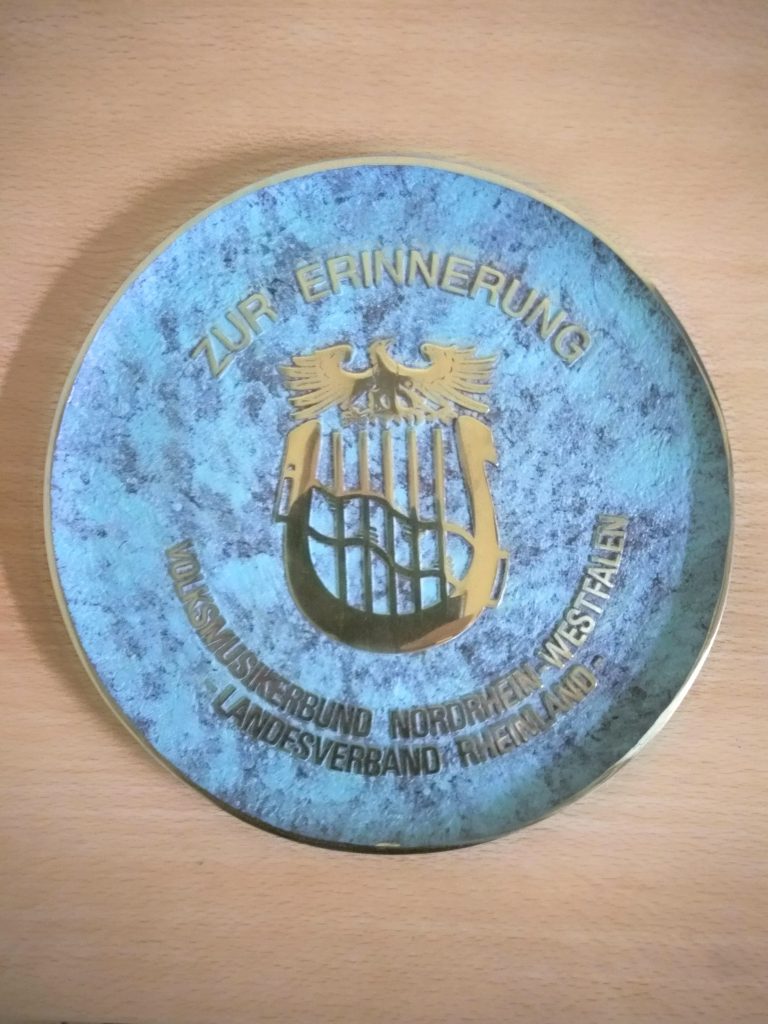 ZUR ERINNERUNG
VOLKSMUSIKERBUND NORDRHEIN-WESTFALEN
- LANDESVERBAND RHEINLAND -